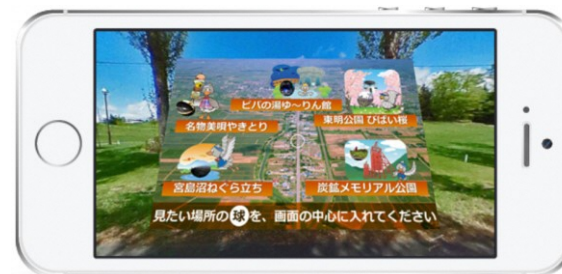 ピパの湯ゆ〜りん館
名物美唄やきとり
東明公園 びばい桜
宮島沼ねぐら立ち
炭鉱メモリアル公園
見たい場所の球を、画面の中心に入れてください